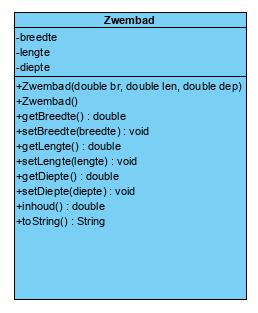 Zwembad
-breedte
-lengte
-diepte
+Zwembad(double br, double len, double dep)
+Zwembad()
+getBreedte() : double
+setBreedte(breedte) : void
+getLengte() : double
+setLengte(lengte) : void
+getDiepte() : double
+setDiepte(diepte) : void
+inhoud() : double
+toString() : String